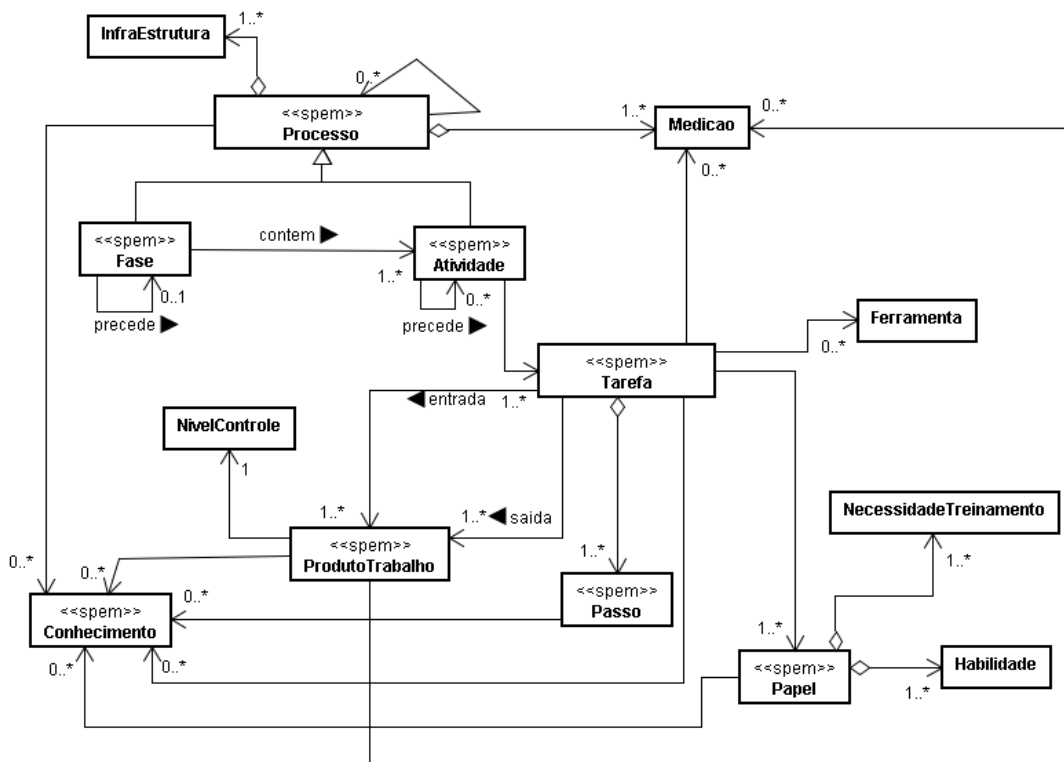 1..*
InfraEstrutura
0..*
<<spem>>
Processo
1..*
Medicao
0..*
0..*
<<spem>>
Fase
contem ▶
<<spem>>
Atividade
1..*
0..1
0..*
precede ▶
precede ▶
Ferramenta
0..*
<<spem>>
Tarefa
◀ entrada
1..*
NivelControle
1
NecessidadeTreinamento
1..*
1..*
◀ saida
<<spem>>
ProdutoTrabalho
1..*
1..*
0..*
0..*
<<spem>>
Passo
0..*
<<spem>>
Conhecimento
1..*
<<spem>>
Papel
Habilidade
0..*
0..*
1..*